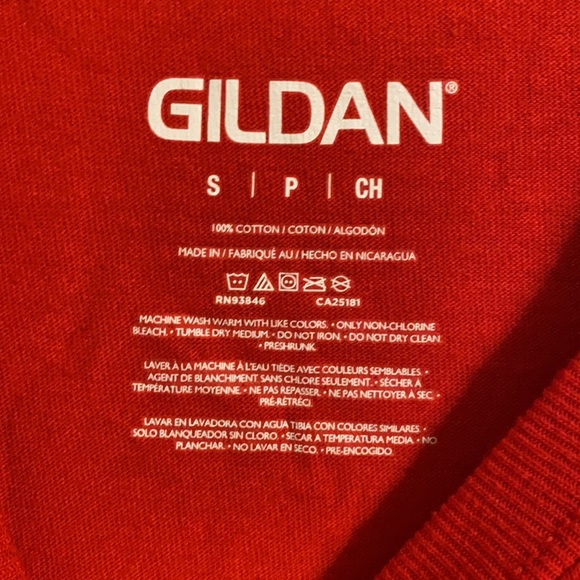 GILDAN®
S | P | CH
100% COTTON / COTON / ALGODÓN
MADE IN / FABRIQUÉ AU / HECHO EN NICARAGUA
RN93846 CA25181
MACHINE WASH WARM WITH LIKE COLORS. • ONLY NON-CHLORINE
BLEACH. • TUMBLE DRY MEDIUM. • DO NOT IRON. • DO NOT DRY CLEAN.
• PRESHRUNK.
LAVER À LA MACHINE À L'EAU TIÈDE AVEC COULEURS SEMBLABLES. •
AGENT DE BLANCHIMENT SANS CHLORE SEULEMENT. • SÉCHER À
TEMPÉRATURE MOYENNE. • NE PAS REPASSER. • NE PAS NETTOYER À SEC. •
PRÉ-RÉTRÉCI.
LAVAR EN LAVADORA CON AGUA TIBIA CON COLORES SIMILARES. •
SOLO BLANQUEADOR SIN CLORO. • SECAR A TEMPERATURA MEDIA. • NO
PLANCHAR. • NO LAVAR EN SECO. • PRE-ENCOGIDO.